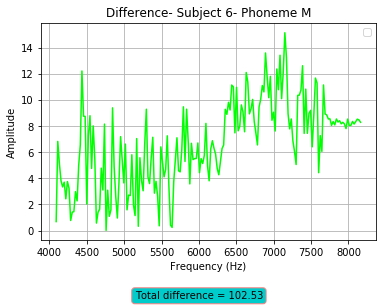 Difference- Subject 6- Phoneme M
Amplitude
14
12
10
8
6
4
2
0
4000 4500 5000 5500 6000 6500 7000 7500 8000
Frequency (Hz)
Total difference = 102.53